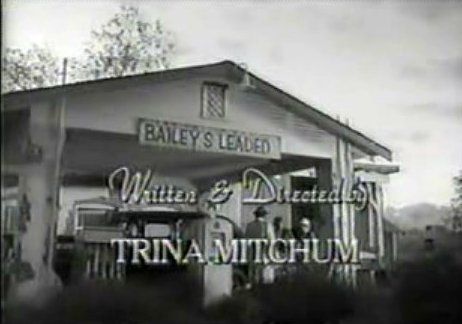 BAILEY'S LEADED
Written & Directed by
TRINA MITCHUM